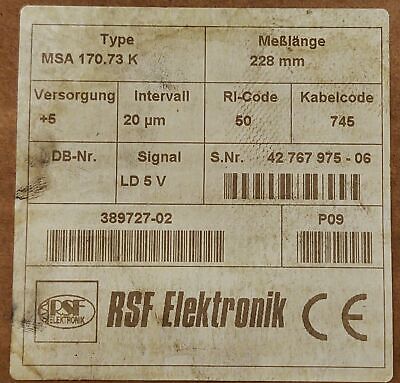 Type Meßlänge
MSA 170.73 K 228 mm
Versorgung Intervall RI-Code Kabelcode
+5 20 µm 50 745
DB-Nr. Signal S.Nr. 42 767 975 - 06
LD 5 V
389727-02 P09
RSF
ELEKTRONIK
RSF Elektronik CE